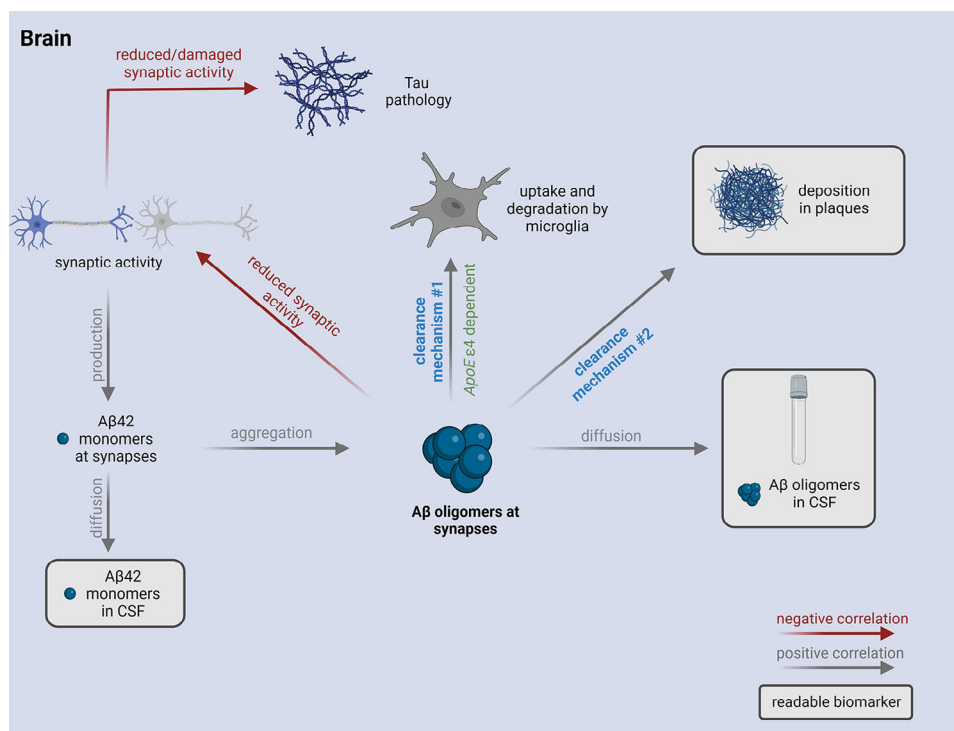 Brain
reduced/damaged
synaptic activity
Tau
pathology
uptake and
degradation by
microglia
deposition
in plaques
synaptic activity
reduced synaptic
activity
clearance
mechanism #1
ApoE ε4 dependent
clearance
mechanism #2
production
Aβ42
monomers
at synapses
aggregation
diffusion
Aβ oligomers at
synapses
Aβ oligomers
in CSF
diffusion
Aβ42
monomers
in CSF
negative correlation
positive correlation
readable biomarker